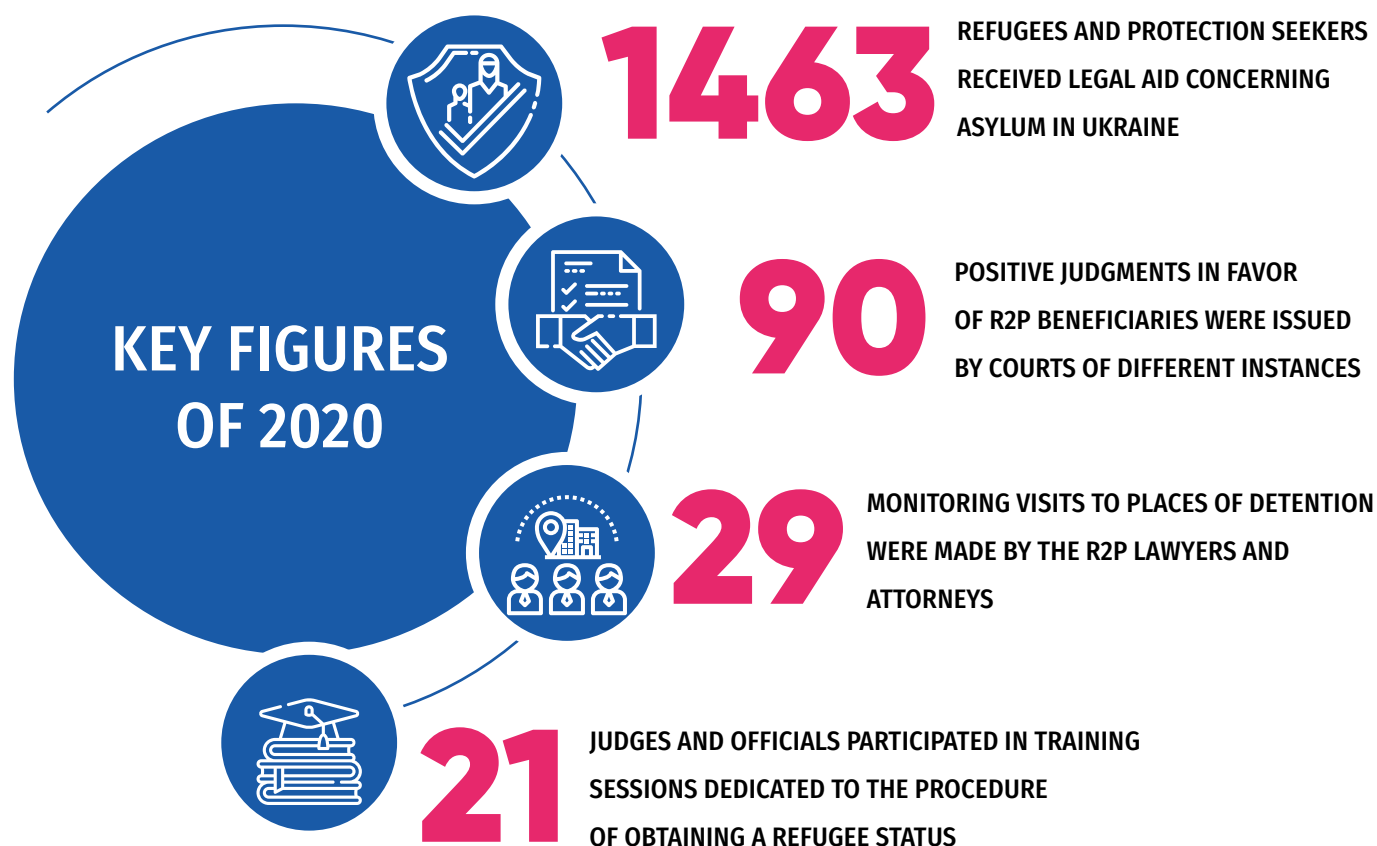 KEY FIGURES
OF 2020
1463
REFUGEES AND PROTECTION SEEKERS
RECEIVED LEGAL AID CONCERNING
ASYLUM IN UKRAINE
90
POSITIVE JUDGMENTS IN FAVOR
OF R2P BENEFICIARIES WERE ISSUED
BY COURTS OF DIFFERENT INSTANCES
29
MONITORING VISITS TO PLACES OF DETENTION
WERE MADE BY THE R2P LAWYERS AND
ATTORNEYS
21
JUDGES AND OFFICIALS PARTICIPATED IN TRAINING
SESSIONS DEDICATED TO THE PROCEDURE
OF OBTAINING A REFUGEE STATUS